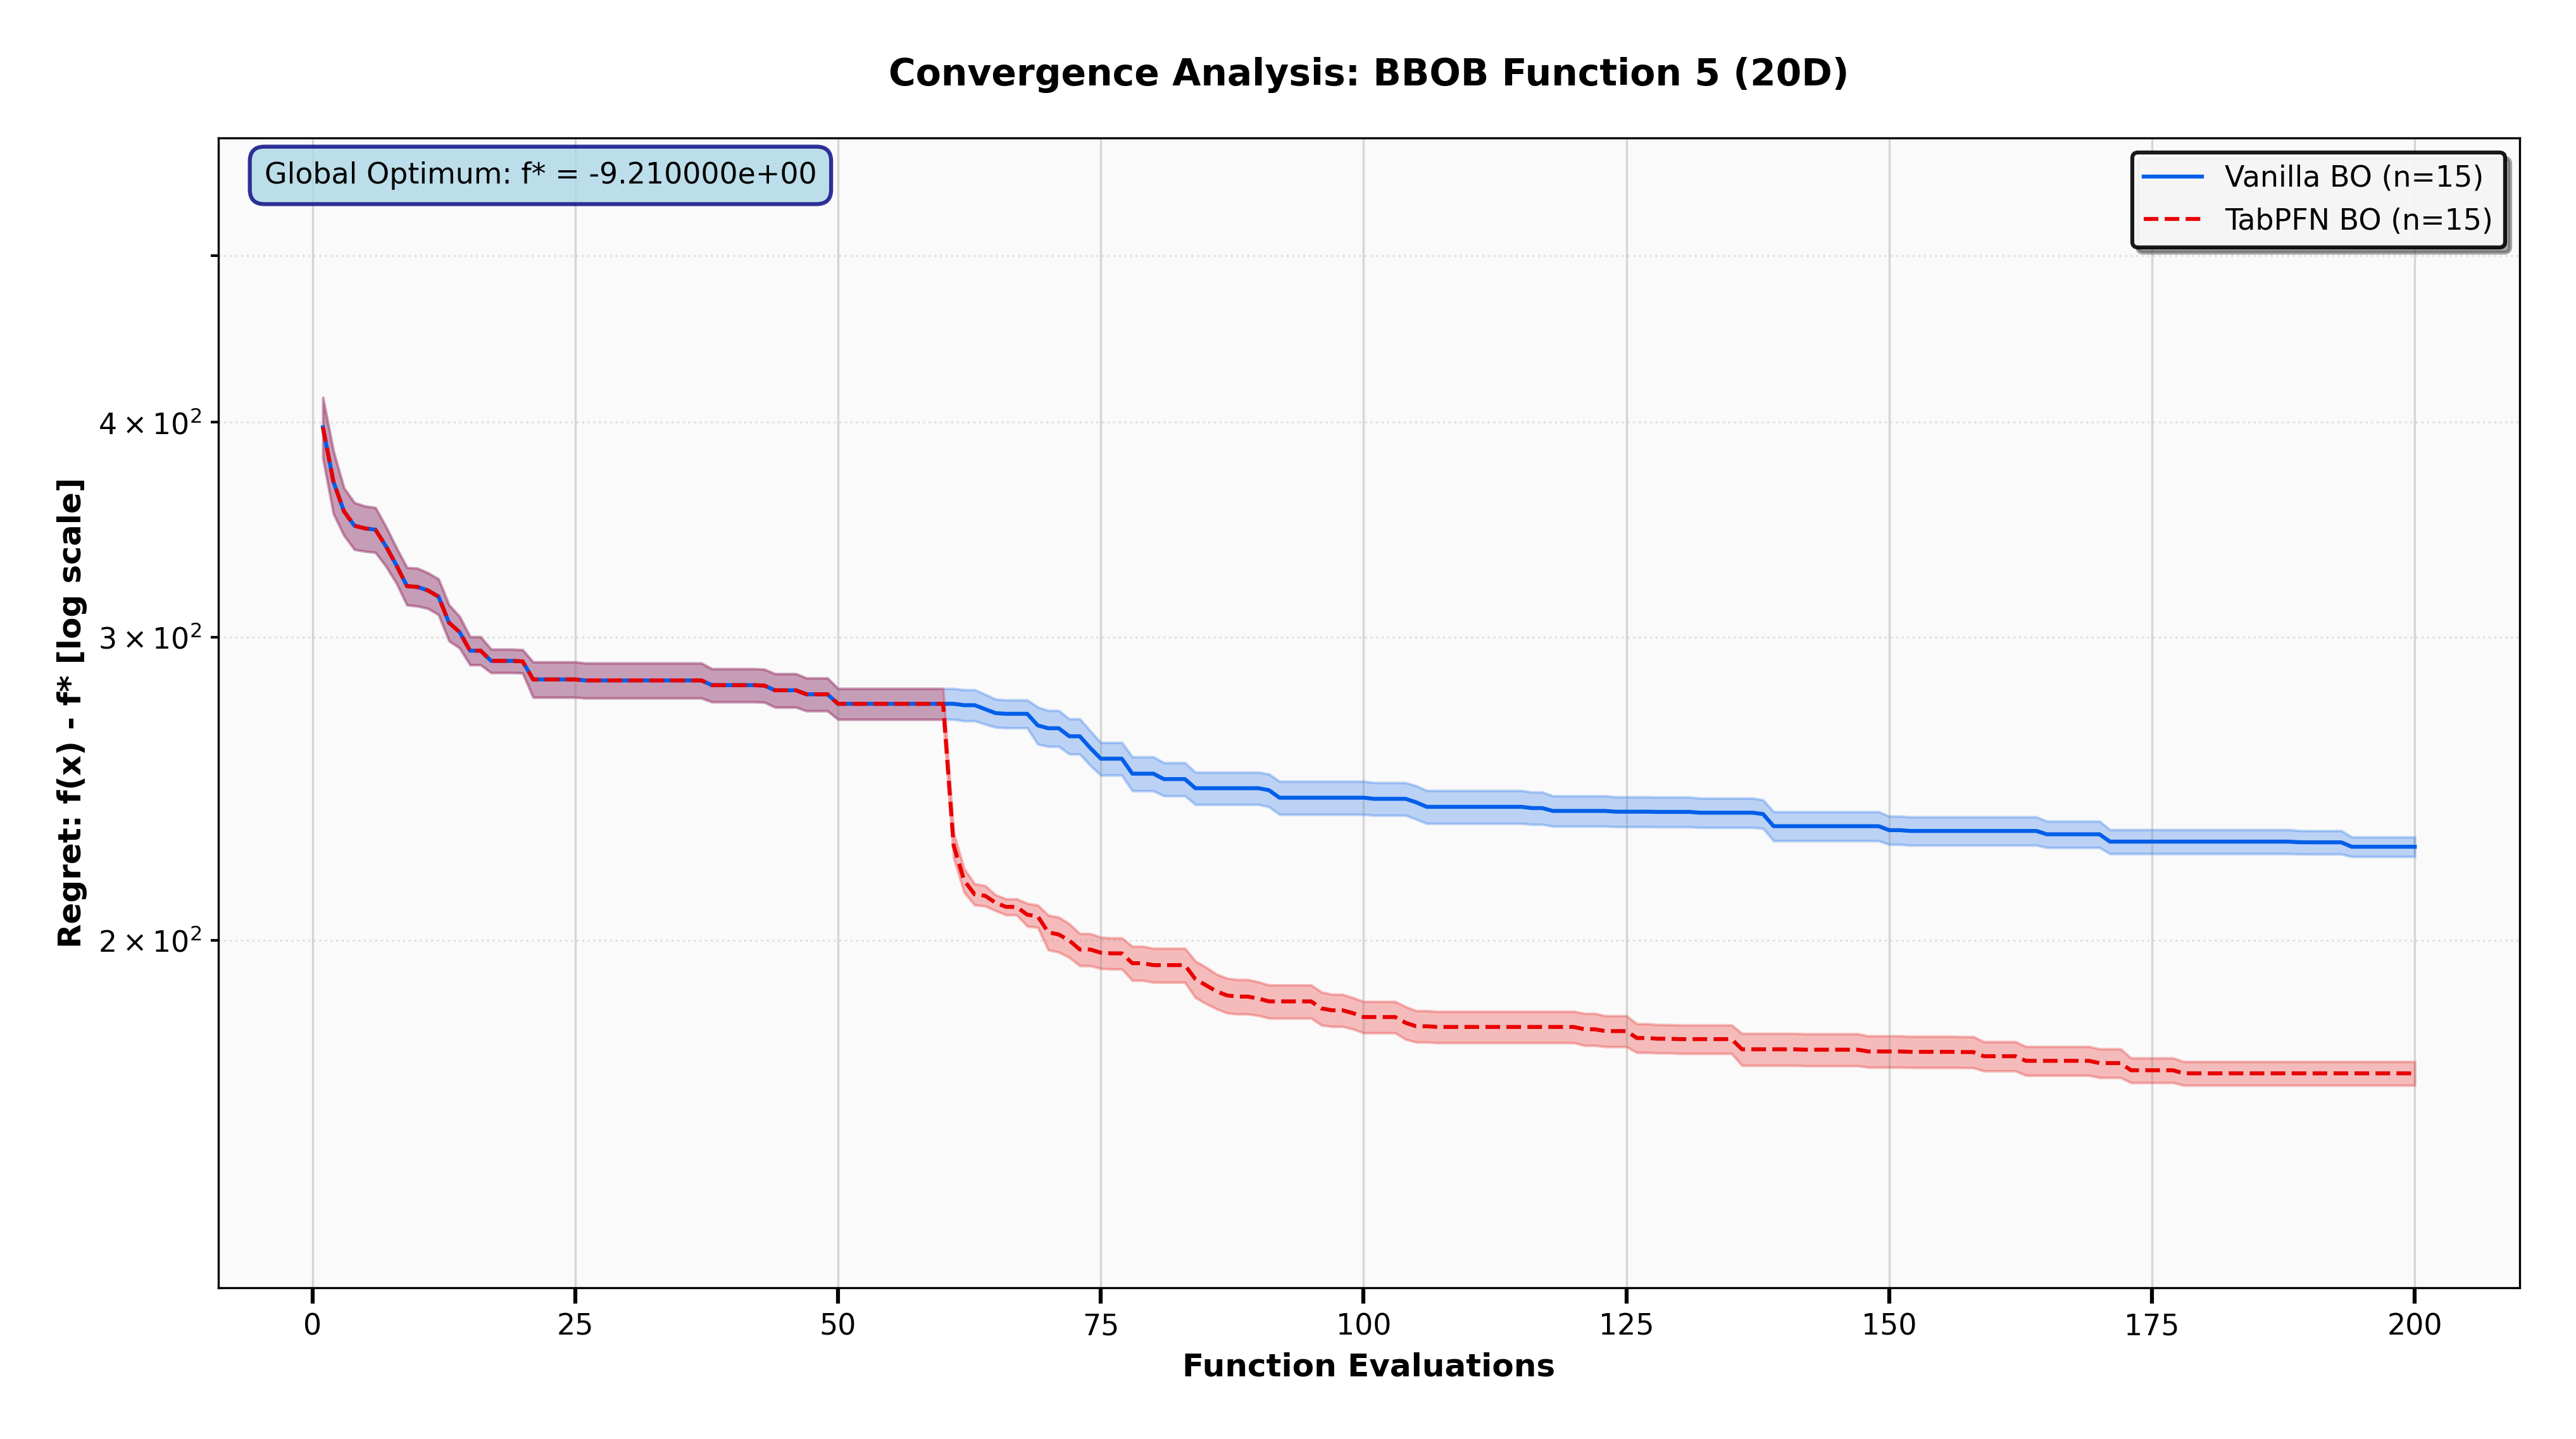 Convergence Analysis: BBOB Function 5 (20D)
Global Optimum: f* = -9.210000e+00
Vanilla BO (n=15)
TabPFN BO (n=15)
Regret: f(x) - f* [log scale]
4 × 10²
3 × 10²
2 × 10²
0 25 50 75 100 125 150 175 200
Function Evaluations